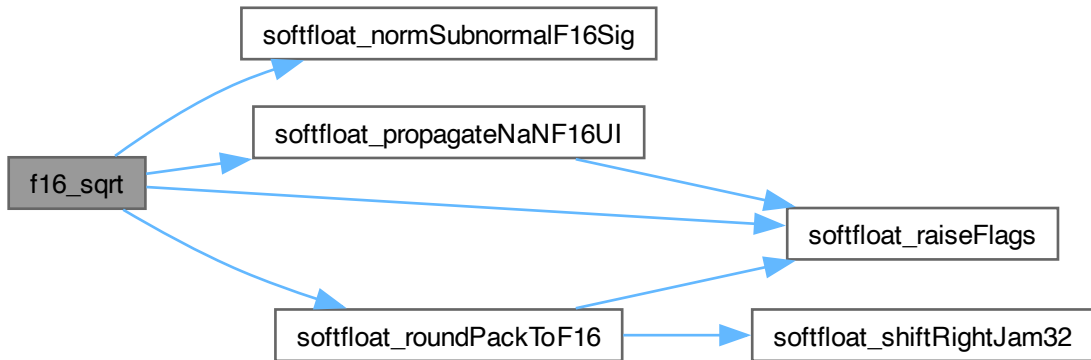 softfloat_normSubnormalF16Sig
softfloat_propagateNaNF16UI
f16_sqrt
softfloat_raiseFlags
softfloat_roundPackToF16
softfloat_shiftRightJam32